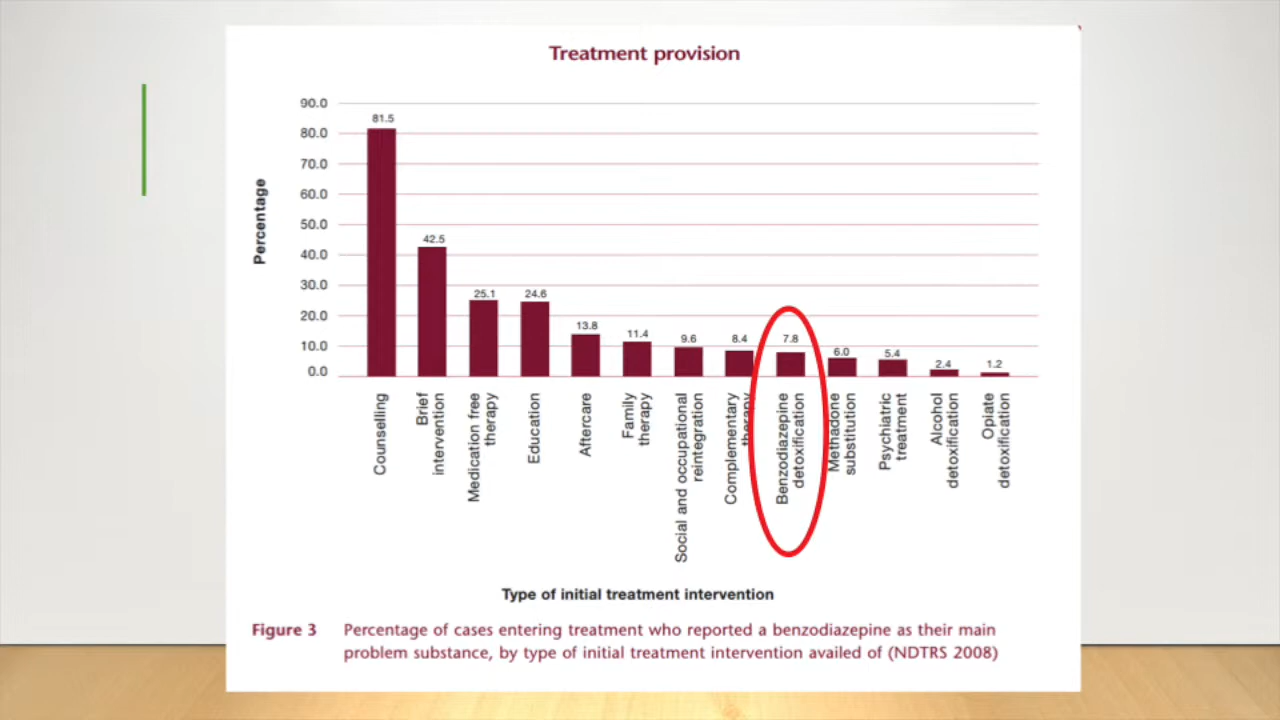 Treatment provision
Percentage
90.0
80.0
70.0
60.0
50.0
40.0
30.0
20.0
10.0
0.0
81.5
42.5
25.1
24.6
13.8
11.4
9.6
8.4
7.8
6.0
5.4
2.4
1.2
Counselling
Brief
intervention
Medication free
therapy
Education
Aftercare
Family
therapy
Social and occupational
reintegration
Complementary
therapy
Benzodiazepine
detoxification
Methadone
substitution
Psychiatric
treatment
Alcohol
detoxification
Opiate
detoxification
Type of initial treatment intervention
Figure 3 Percentage of cases entering treatment who reported a benzodiazepine as their main
problem substance, by type of initial treatment intervention availed of (NDTRS 2008)